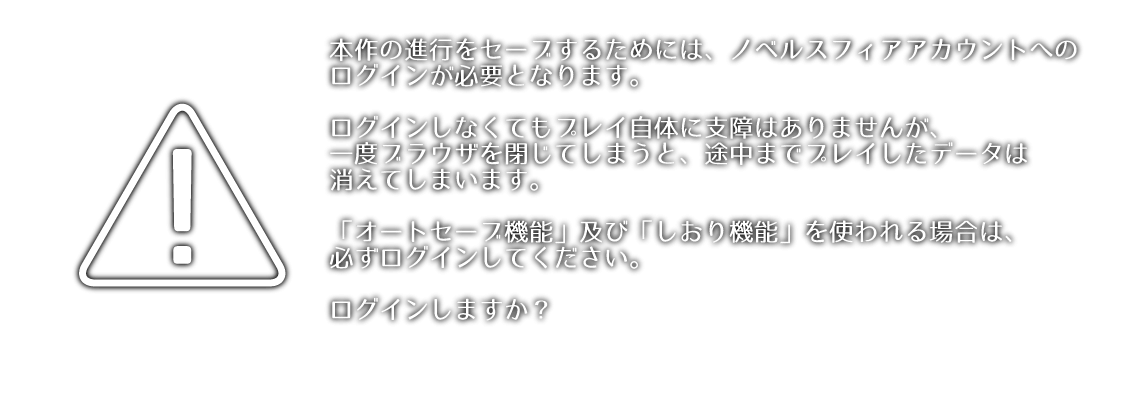 本作の進行をセーブするためには、ノベルスフィアアカウントへの
ログインが必要となります。
ログインしなくてもプレイ自体に支障はありませんが、
一度ブラウザを閉じてしまうと、途中までプレイしたデータは
消えてしまいます。
「オートセーブ機能」及び「しおり機能」を使われる場合は、
必ずログインしてください。
ログインしますか？